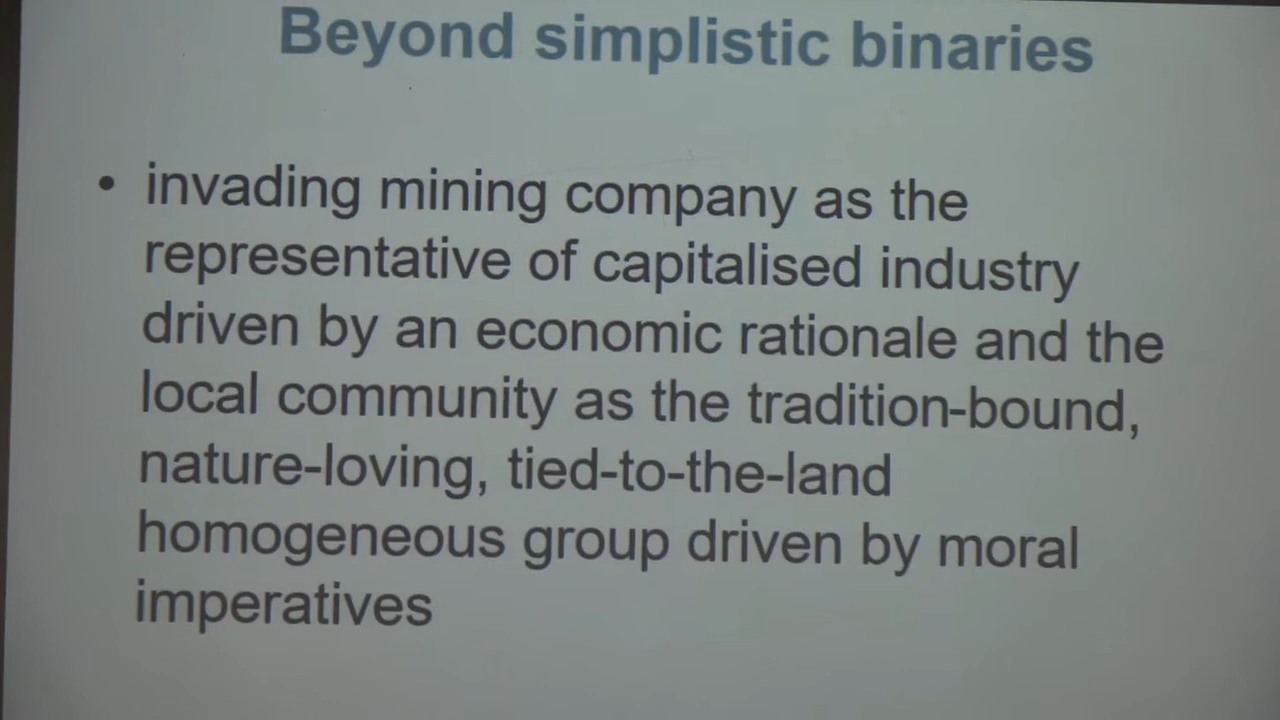 Beyond simplistic binaries
• invading mining company as the
representative of capitalised industry
driven by an economic rationale and the
local community as the tradition-bound,
nature-loving, tied-to-the-land
homogeneous group driven by moral
imperatives